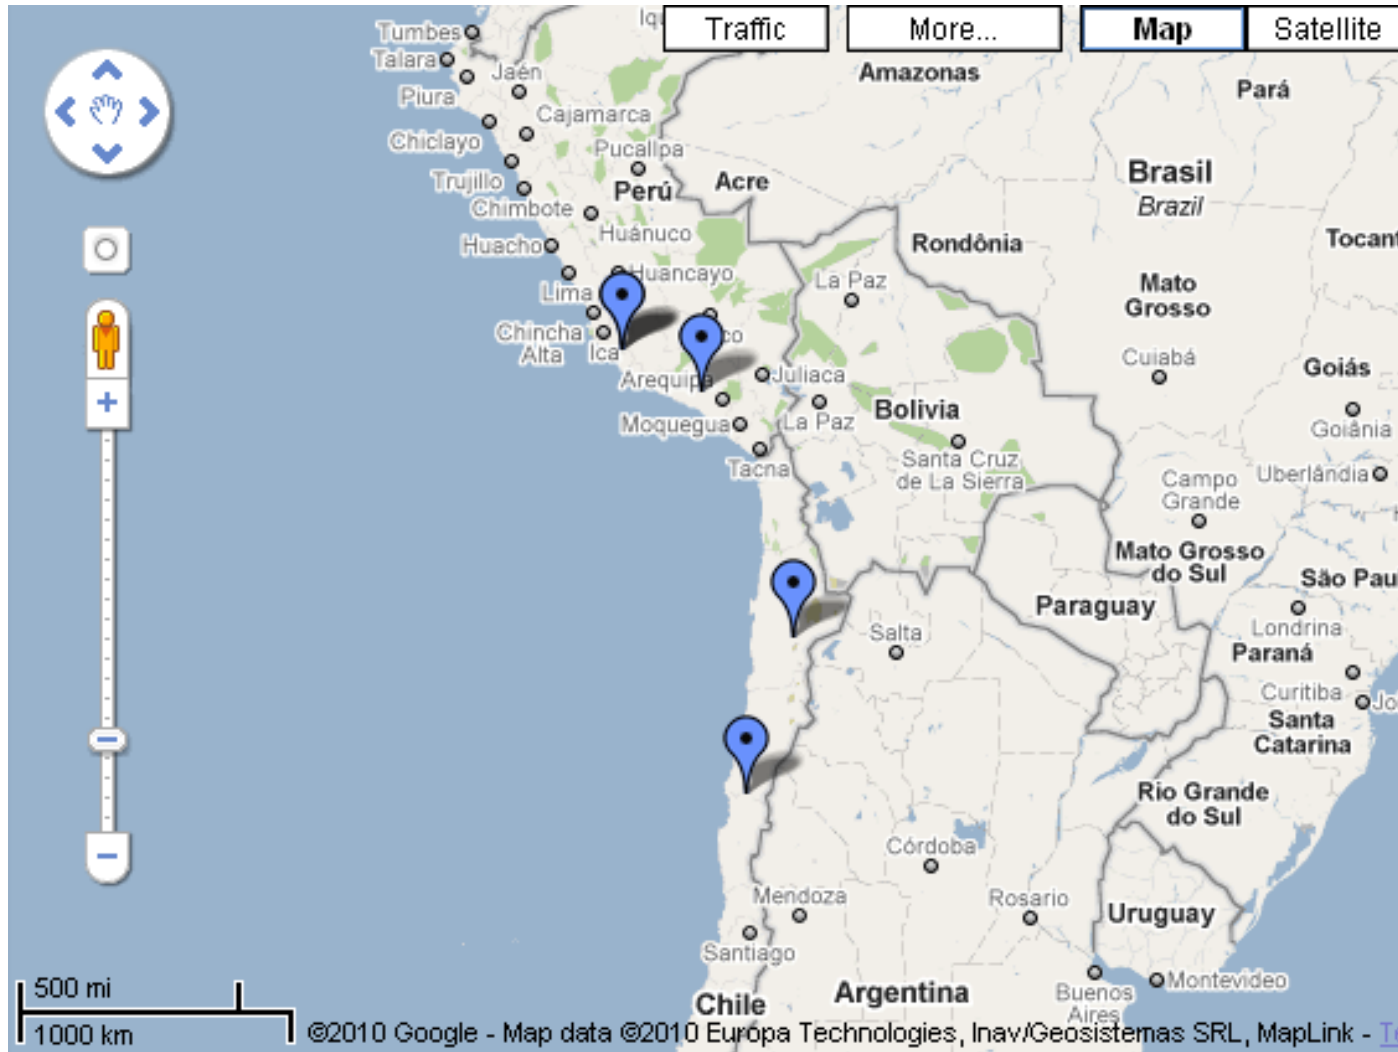 Traffic
More...
Map
Satellite
Tumbes
Talara
Piura
Jaén
Cajamarca
Chiclayo
Pucallpa
Trujillo
Perú
Acre
Amazonas
Pará
Brasil
Brazil
Chimbote
Huánuco
Huacho
Huancayo
Lima
La Paz
Rondônia
Mato
Grosso
Chincha
Alta
Ica
Arequipa
Juliaca
Moquegua
La Paz
Tacna
Bolivia
Santa Cruz
de La Sierra
Cuiabá
Goiás
Goiânia
Uberlândia
Campo
Grande
Mato Grosso
do Sul
Paraguay
Londrina
Paraná
Curitiba
Santa
Catarina
Salta
Rio Grande
do Sul
Córdoba
Mendoza
Rosario
Uruguay
Santiago
Montevideo
Buenos
Aires
Argentina
Chile
500 mi
1000 km
©2010 Google - Map data ©2010 Europa Technologies, Inav/Geosistemas SRL, MapLink -